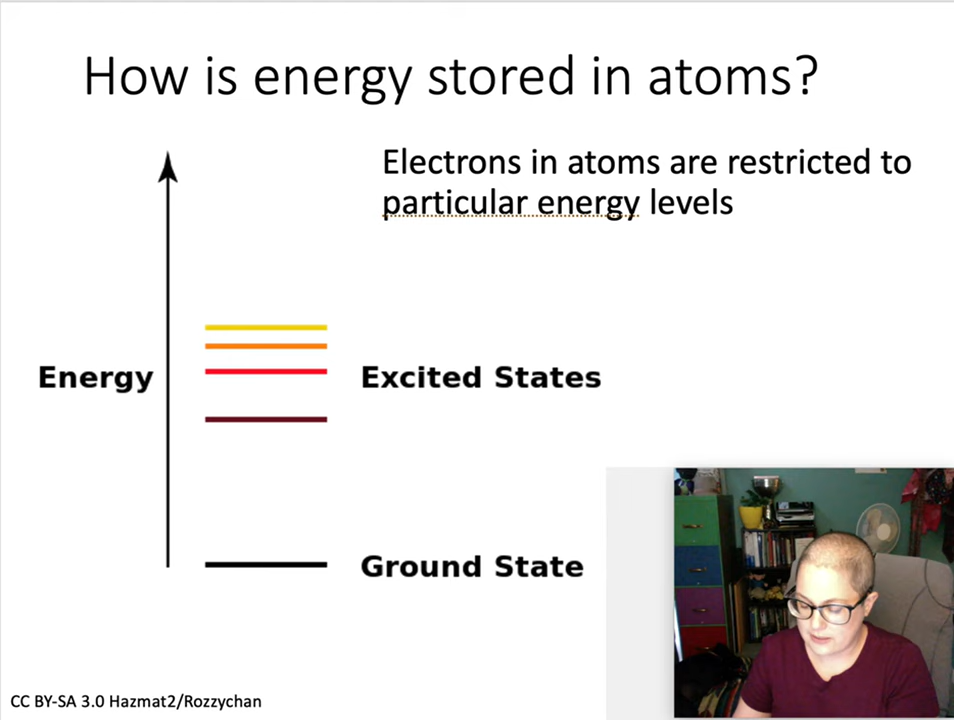 How is energy stored in atoms?
Electrons in atoms are restricted to
particular energy levels
Energy
Excited States
Ground State
CC BY-SA 3.0 Hazmat2/Rozzychan